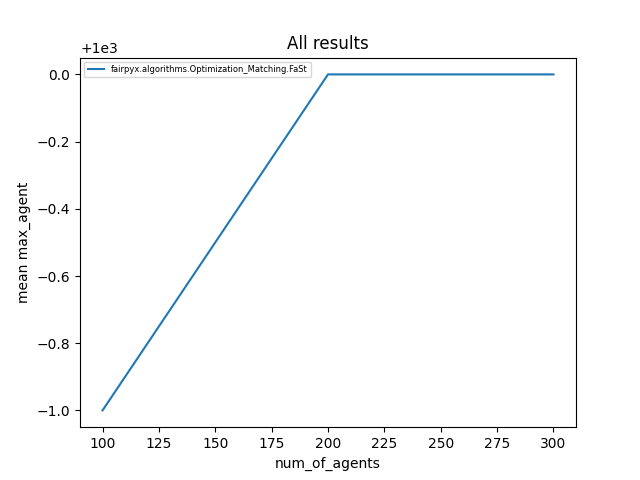 All results
+1e3
fairpyx.algorithms.Optimization_Matching.FaSt
0.0
−0.2
−0.4
−0.6
−0.8
−1.0
mean max_agent
100 125 150 175 200 225 250 275 300
num_of_agents